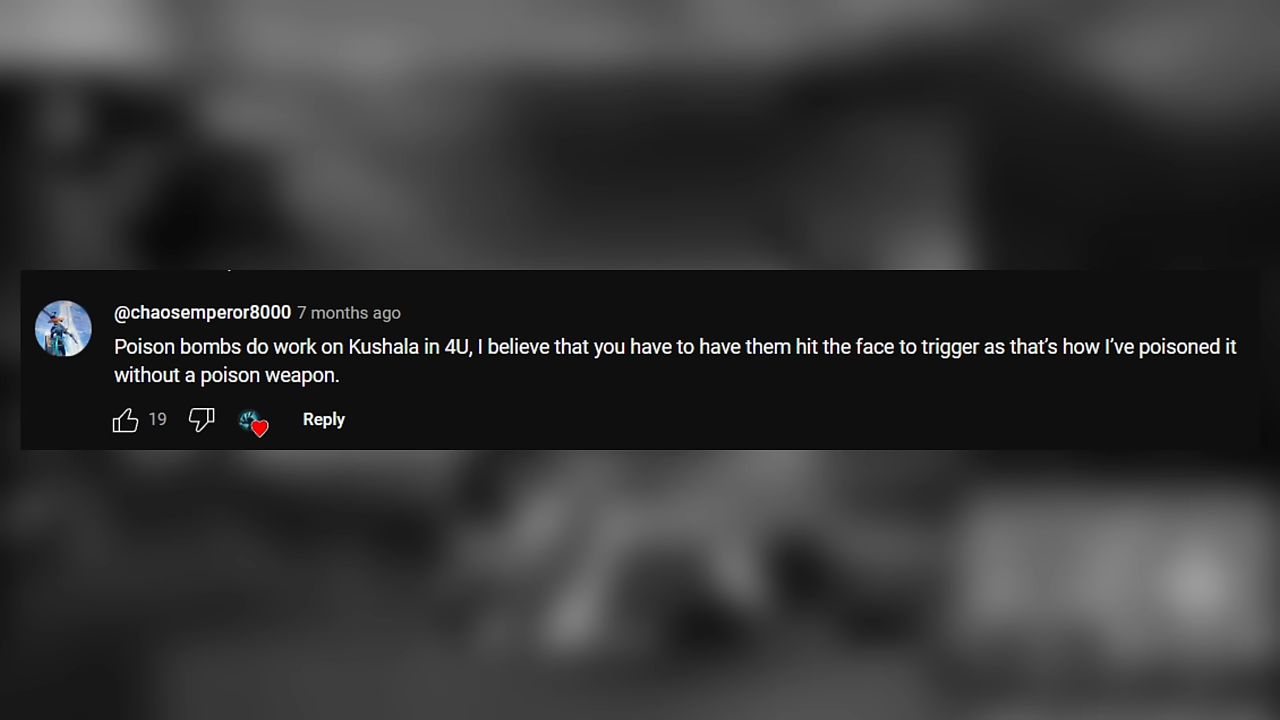 @chaosemperor8000 7 months ago
Poison bombs do work on Kushala in 4U, I believe that you have to have them hit the face to trigger as that’s how I’ve poisoned it
without a poison weapon.
19 Reply